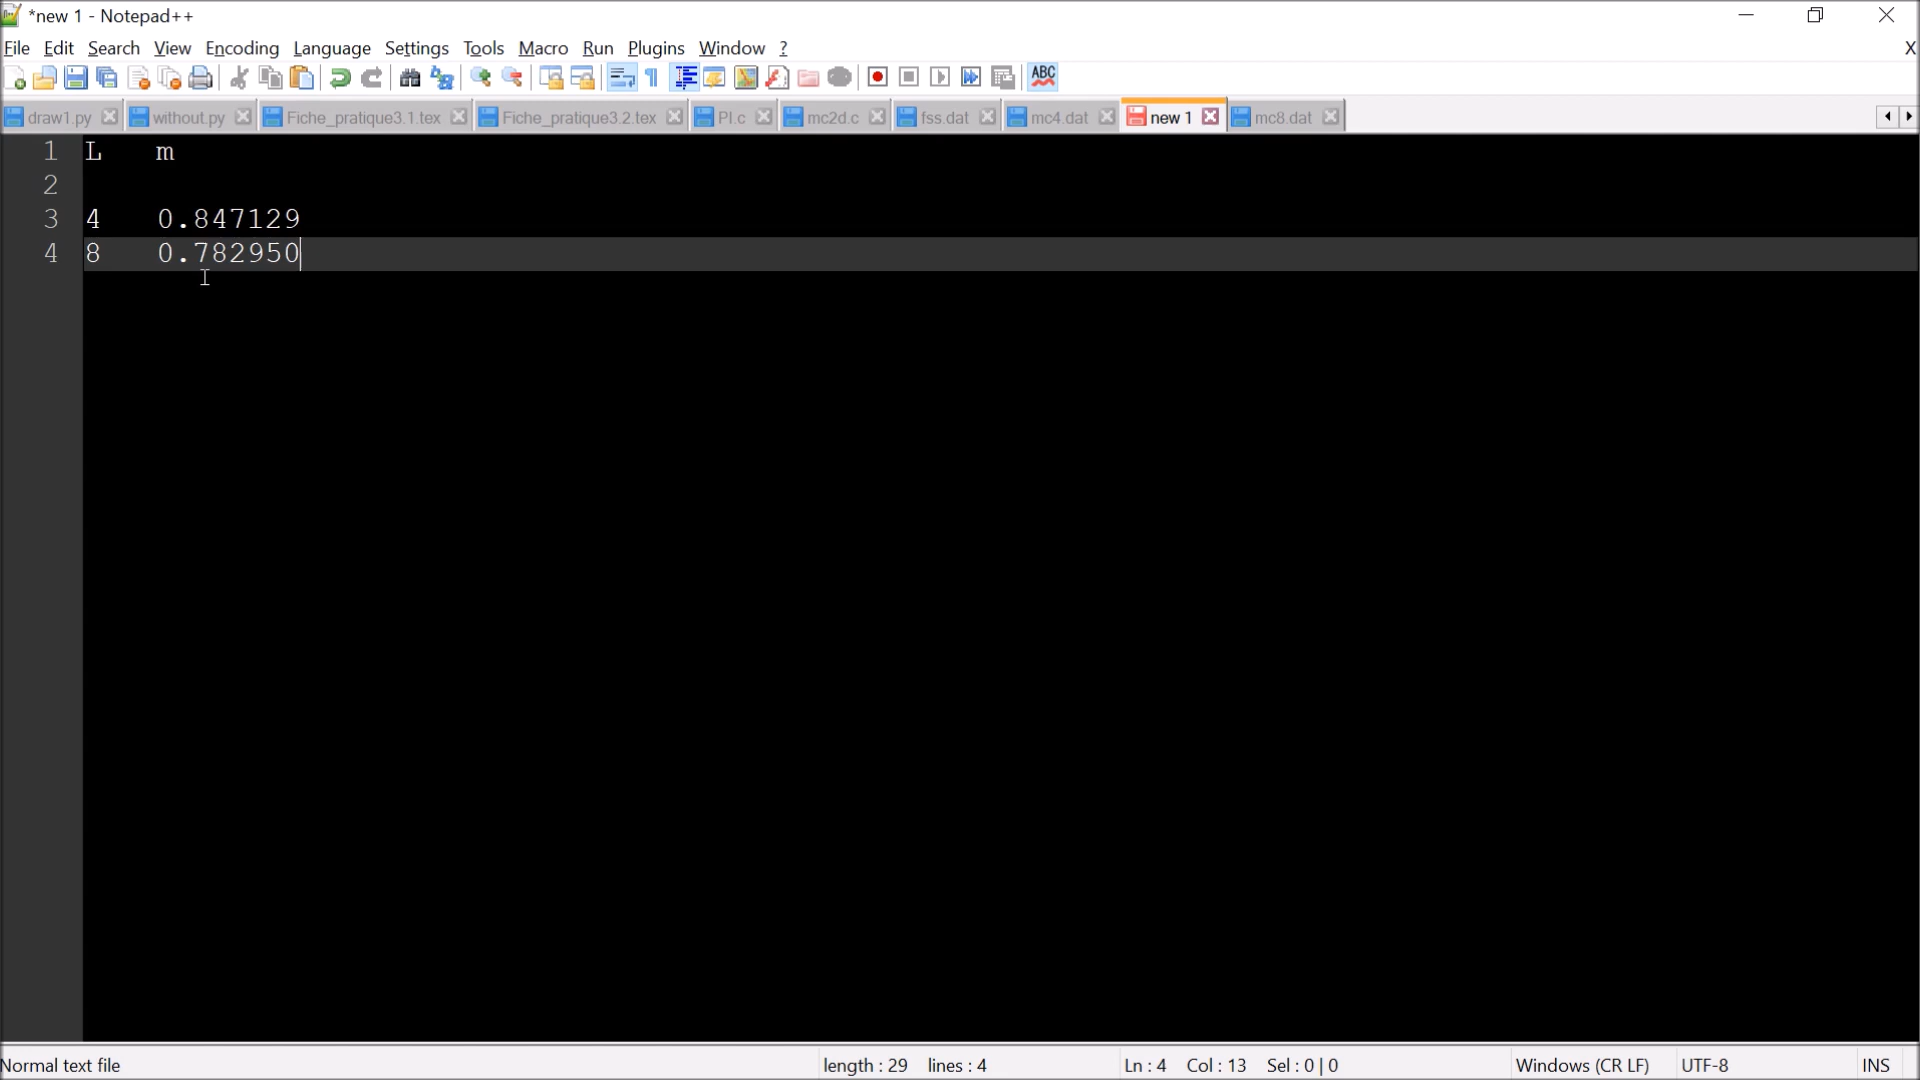 *new 1 - Notepad++
File Edit Search View Encoding Language Settings Tools Macro Run Plugins Window ? X
ABC
draw1.py without.py Fiche_pratique3.1.tex Fiche_pratique3.2.tex PI.c mc2d.c fss.dat mc4.dat new 1 mc8.dat
1 L m
2
3 4 0.847129
4 8 0.782950
Normal text file length : 29 lines : 4 Ln : 4 Col : 13 Sel : 0 | 0 Windows (CR LF) UTF-8 INS